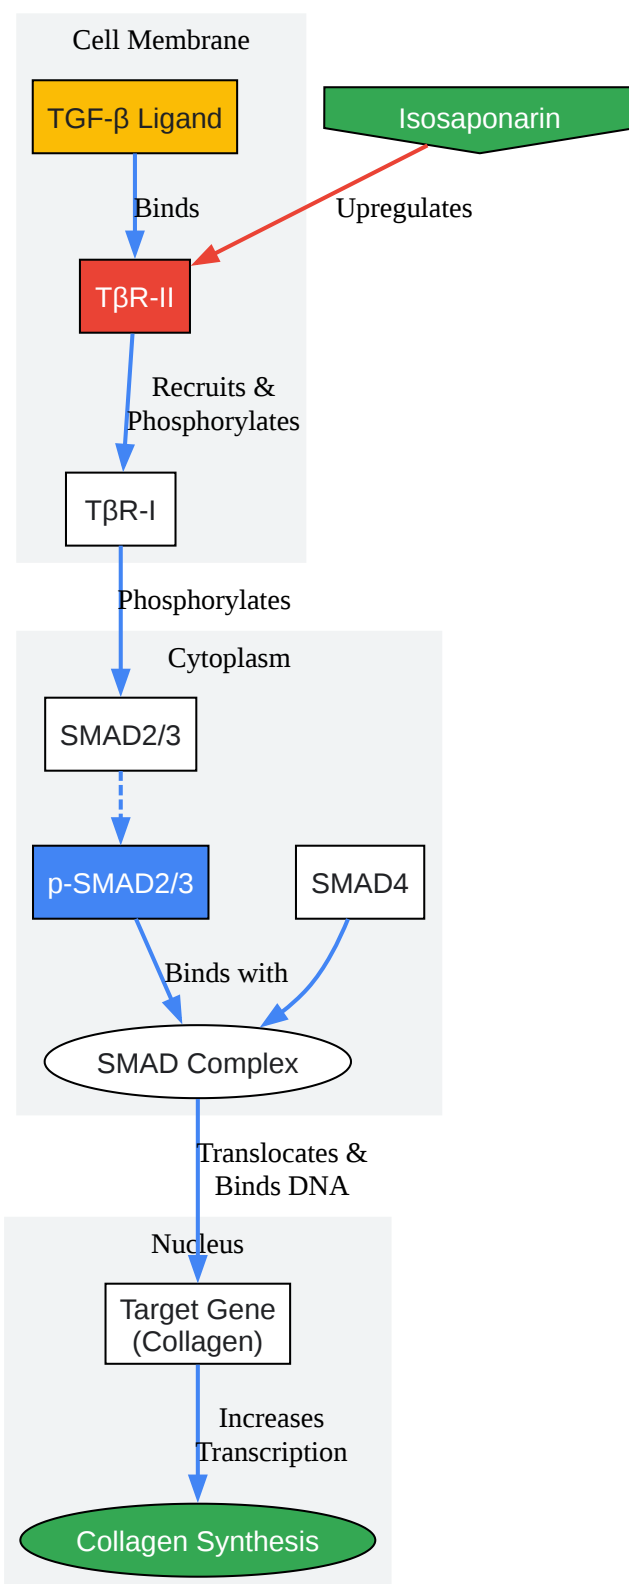 Cell Membrane
TGF-β Ligand
Isosaponarin
Binds
Upregulates
TβR-II
Recruits &
Phosphorylates
TβR-I
Phosphorylates
Cytoplasm
SMAD2/3
p-SMAD2/3
SMAD4
Binds with
SMAD Complex
Translocates &
Binds DNA
Nucleus
Target Gene
(Collagen)
Increases
Transcription
Collagen Synthesis